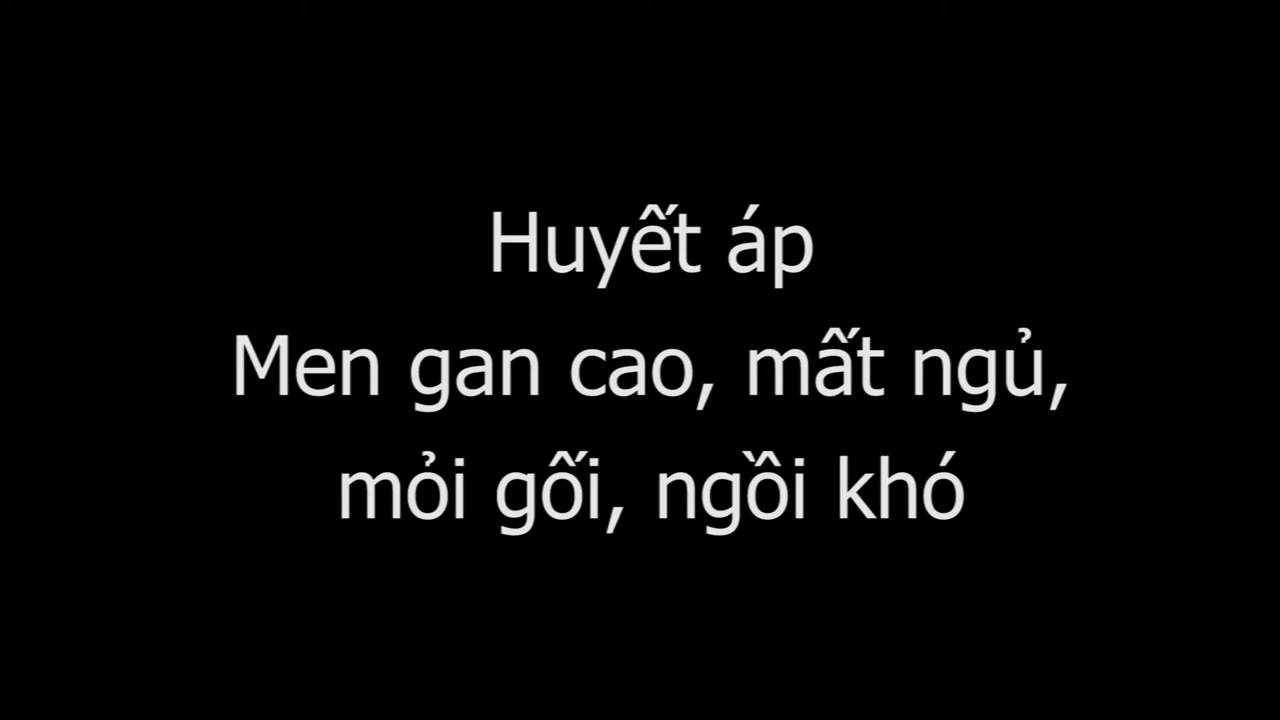 Huyết áp
Men gan cao, mất ngủ,
mỏi gối, ngồi khó